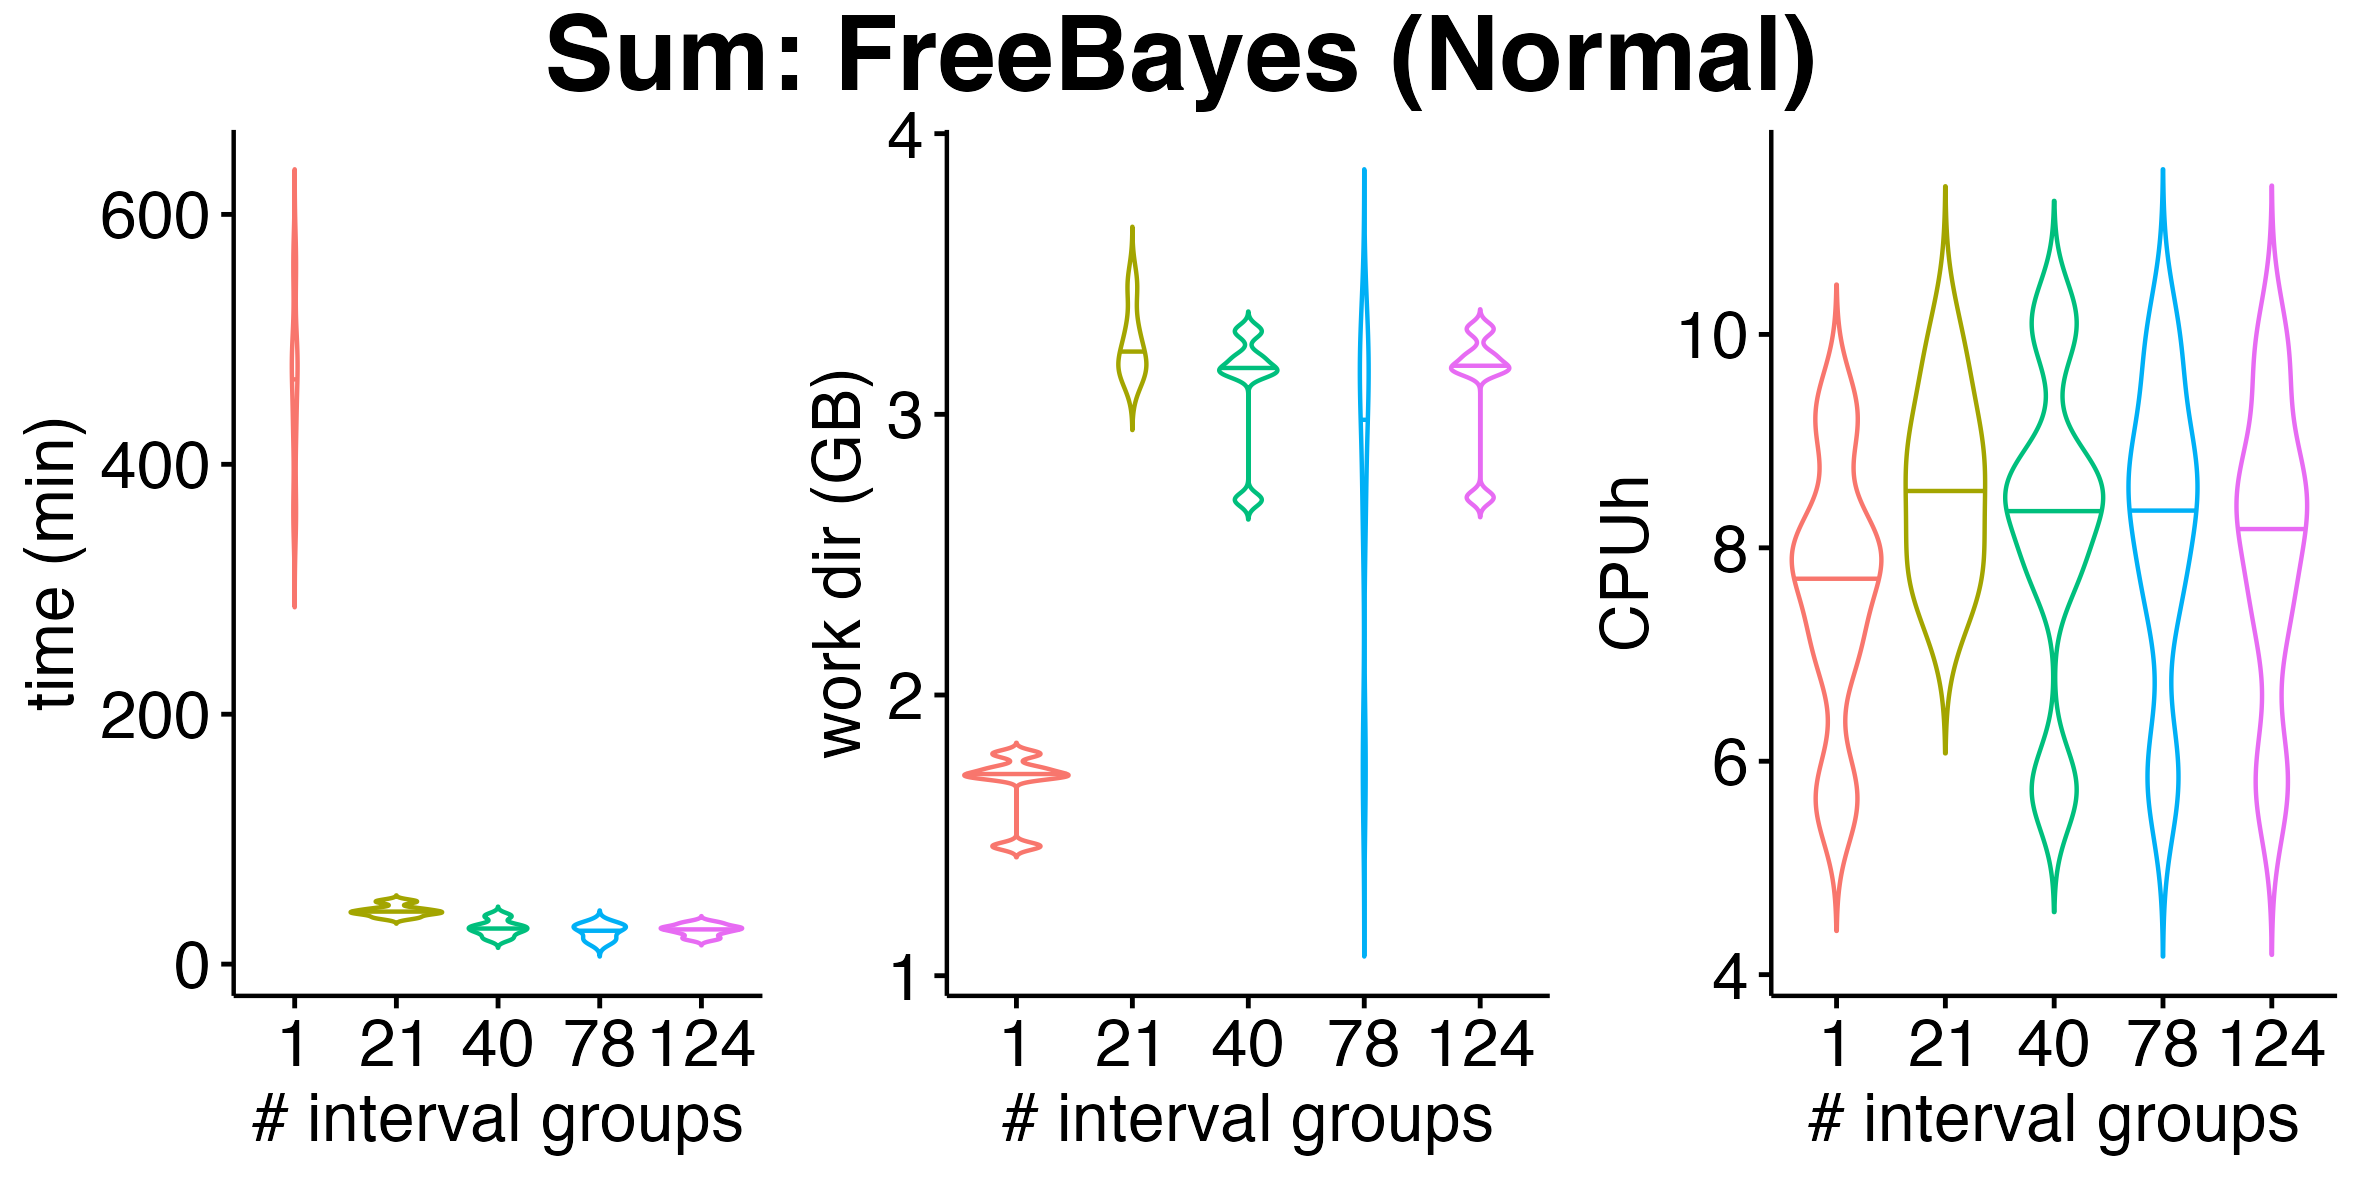 Sum: FreeBayes (Normal)
time (min)
600
400
200
0
1 21 40 78 124
# interval groups
work dir (GB)
4
3
2
1
1 21 40 78 124
# interval groups
CPUh
10
8
6
4
1 21 40 78 124
# interval groups